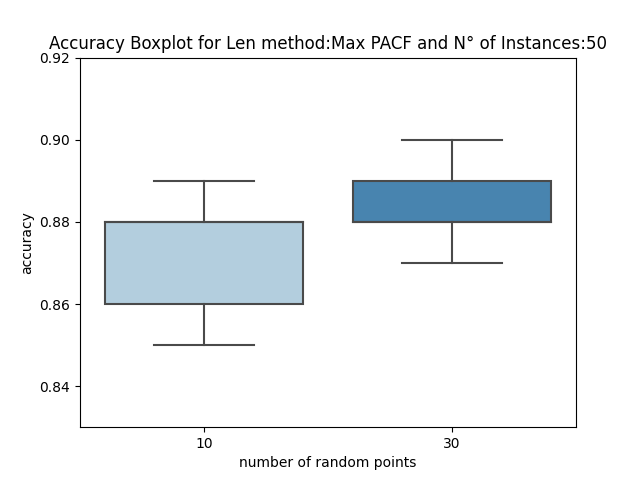 Accuracy Boxplot for Len method:Max PACF and N° of Instances:50
0.92
0.90
0.88
0.86
0.84
accuracy
10
30
number of random points